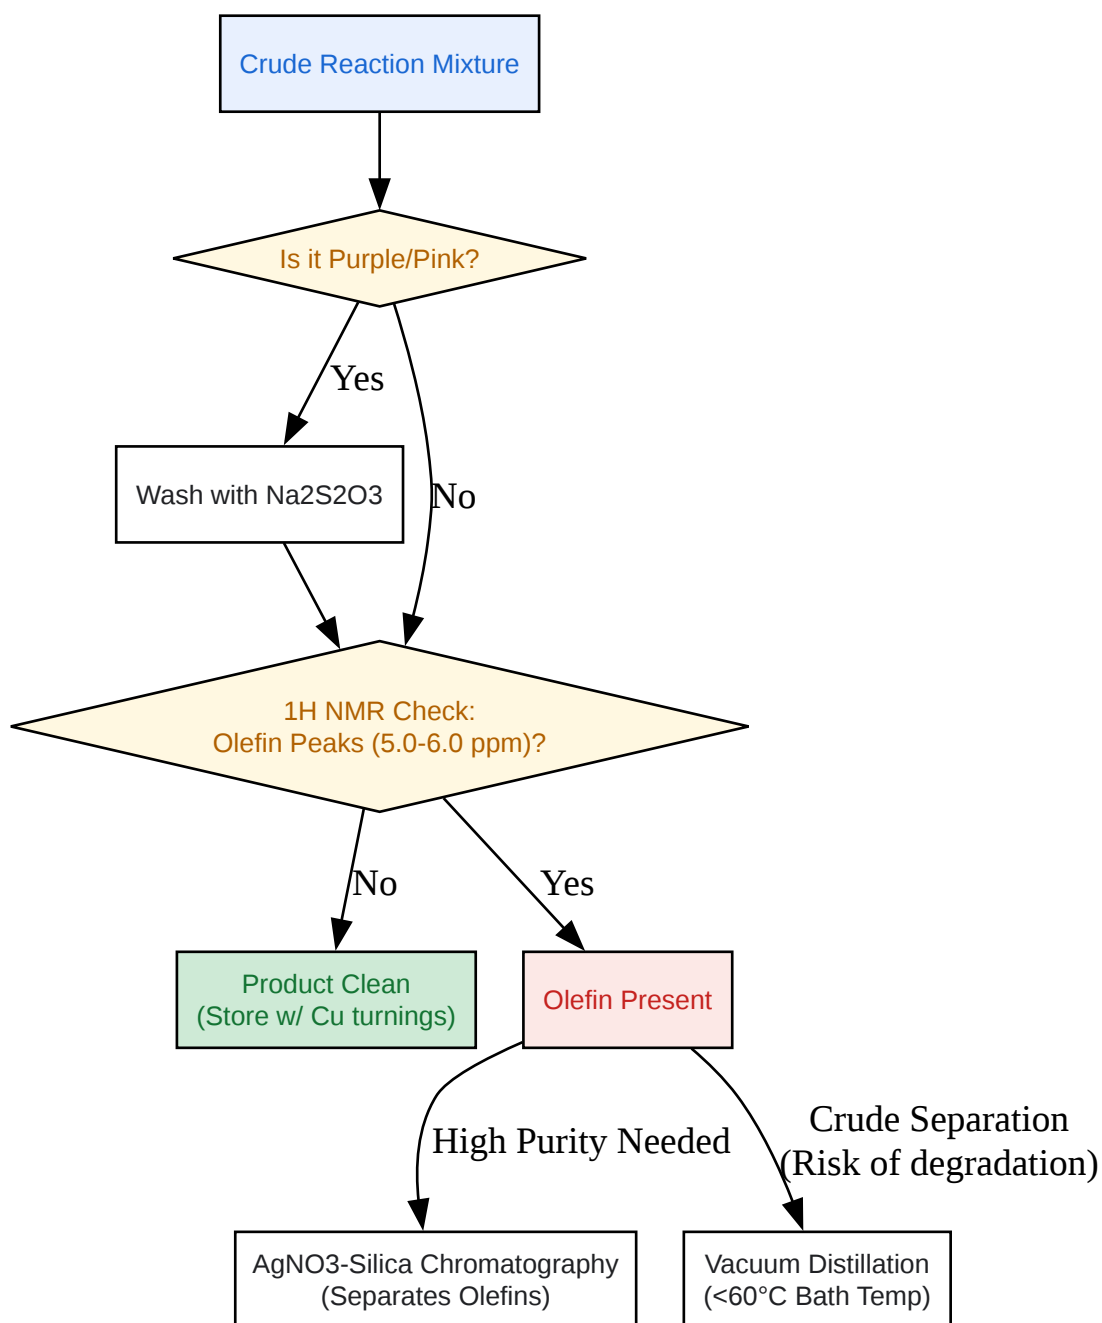 Crude Reaction Mixture
Is it Purple/Pink?
Yes
Wash with Na2S2O3
No
1H NMR Check:
Olefin Peaks (5.0-6.0 ppm)?
No
Yes
Product Clean
(Store w/ Cu turnings)
Olefin Present
High Purity Needed
Crude Separation
(Risk of degradation)
AgNO3-Silica Chromatography
(Separates Olefins)
Vacuum Distillation
(<60°C Bath Temp)